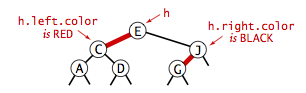 h
h.left.color
is RED
h.right.color
is BLACK
E
C
J
A
D
G